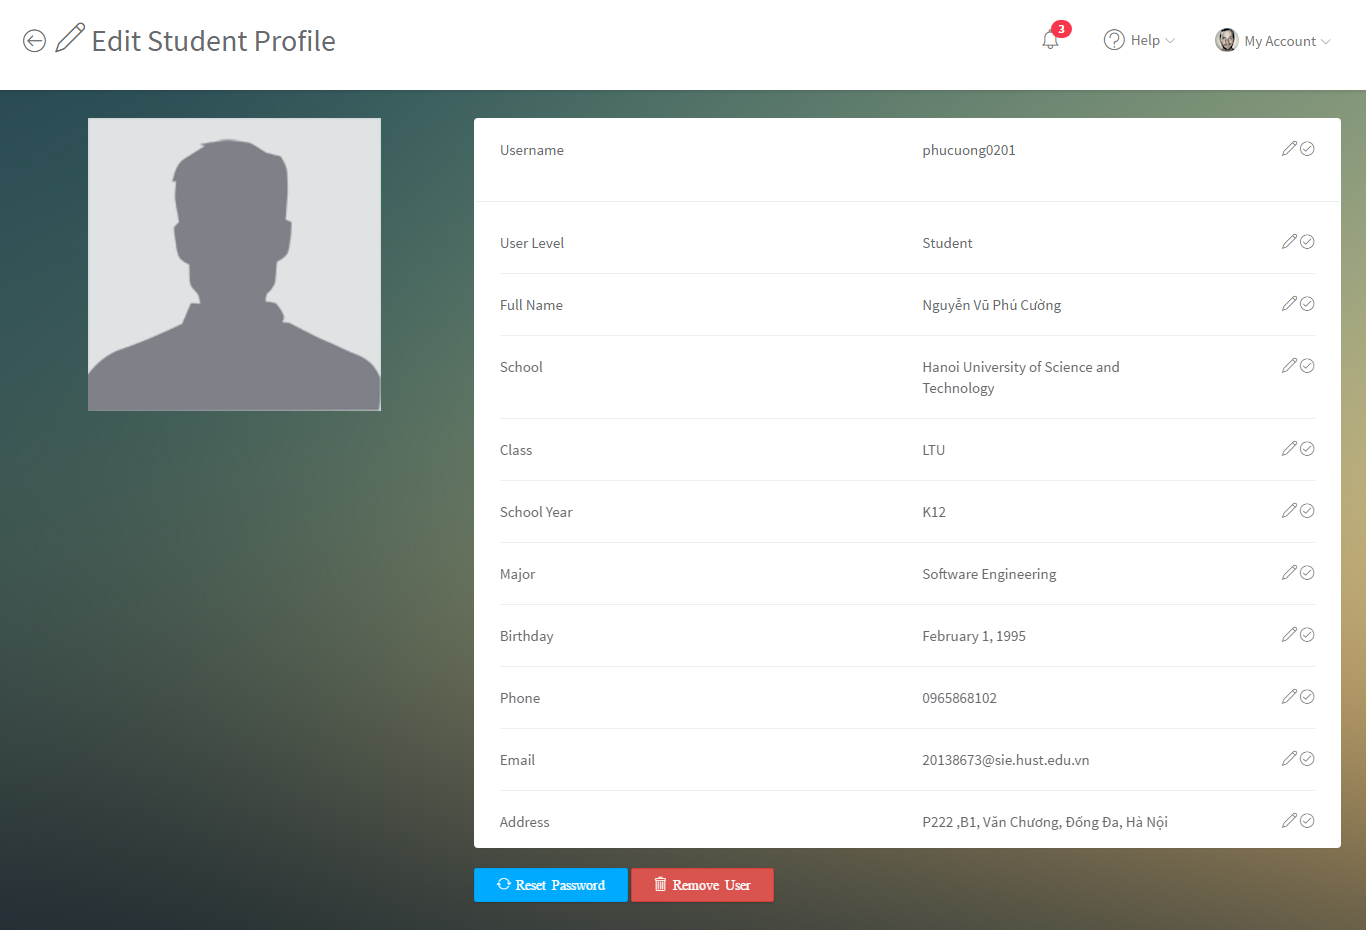 Edit Student Profile
3
Help
My Account
Username phucuong0201
User Level Student
Full Name Nguyễn Vũ Phú Cường
School Hanoi University of Science and
Technology
Class LTU
School Year K12
Major Software Engineering
Birthday February 1, 1995
Phone 0965868102
Email 20138673@sie.hust.edu.vn
Address P222 ,B1, Văn Chương, Đống Đa, Hà Nội
Reset Password Remove User